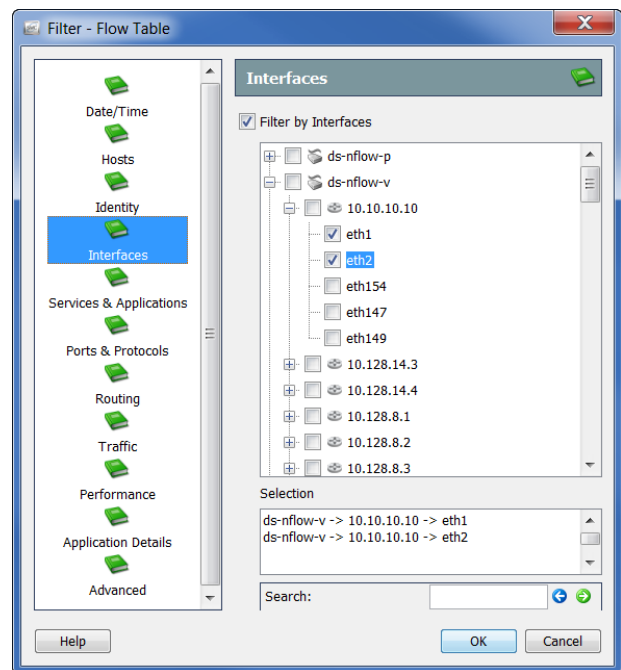 Filter - Flow Table
Date/Time
Hosts
Identity
Interfaces
Services & Applications
Ports & Protocols
Routing
Traffic
Performance
Application Details
Advanced
Interfaces
Filter by Interfaces
ds-nflow-p
ds-nflow-v
10.10.10.10
eth1
eth2
eth154
eth147
eth149
10.128.14.3
10.128.14.4
10.128.8.1
10.128.8.2
10.128.8.3
Selection
ds-nflow-v -> 10.10.10.10 -> eth1
ds-nflow-v -> 10.10.10.10 -> eth2
Search:
Help
OK
Cancel